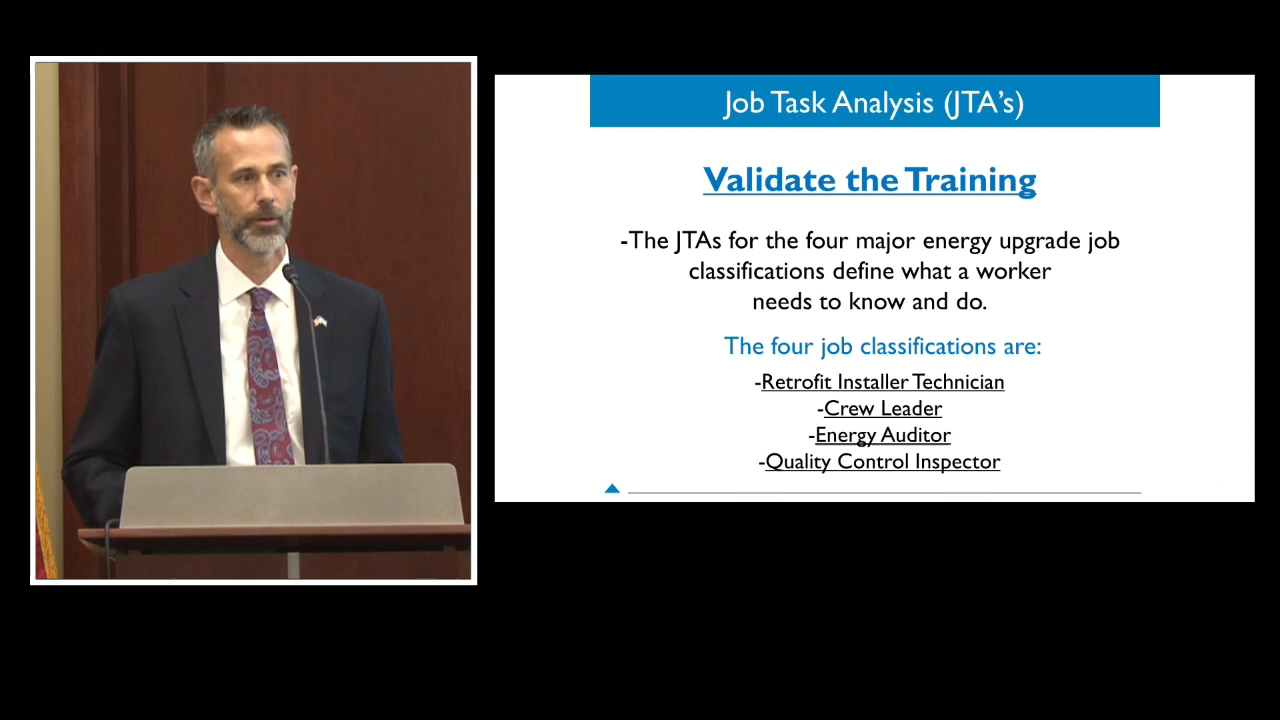 Job Task Analysis (JTA's)
Validate the Training
-The JTAs for the four major energy upgrade job
classifications define what a worker
needs to know and do.
The four job classifications are:
-Retrofit Installer Technician
-Crew Leader
-Energy Auditor
-Quality Control Inspector